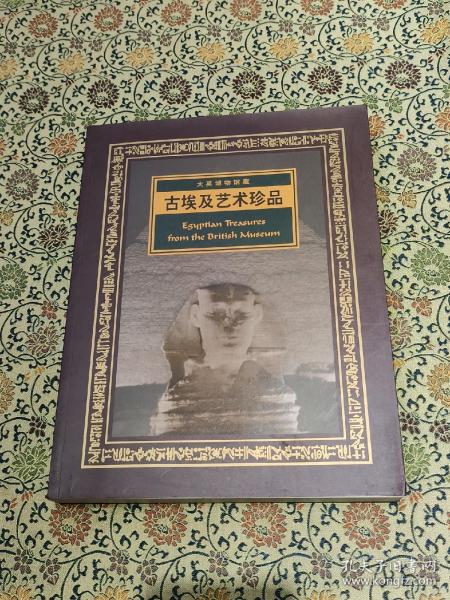 大英博物馆藏
古埃及艺术珍品
Egyptian Treasures
from the British Museum
孔夫子旧书网
www.kongfz.com